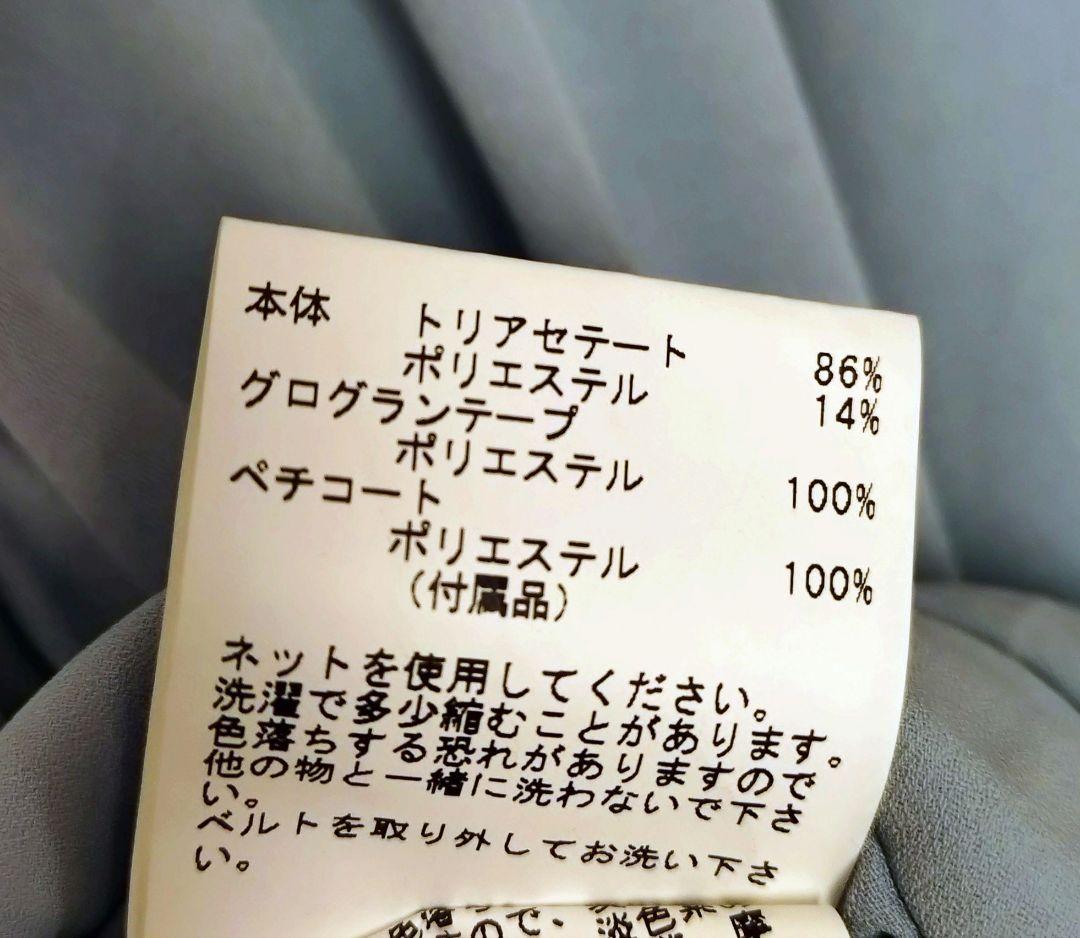 本体 トリアセテート 86%
ポリエステル 14%
グログランテープ
ポリエステル 100%
ペチコート
ポリエステル 100%
(付属品)
ネットを使用してください。
洗濯で多少縮むことがあります。
色落ちする恐れがありますので
他の物と一緒に洗わないで下さ
い。
ベルトを取り外してお洗い下さ
い。
ので、淡色